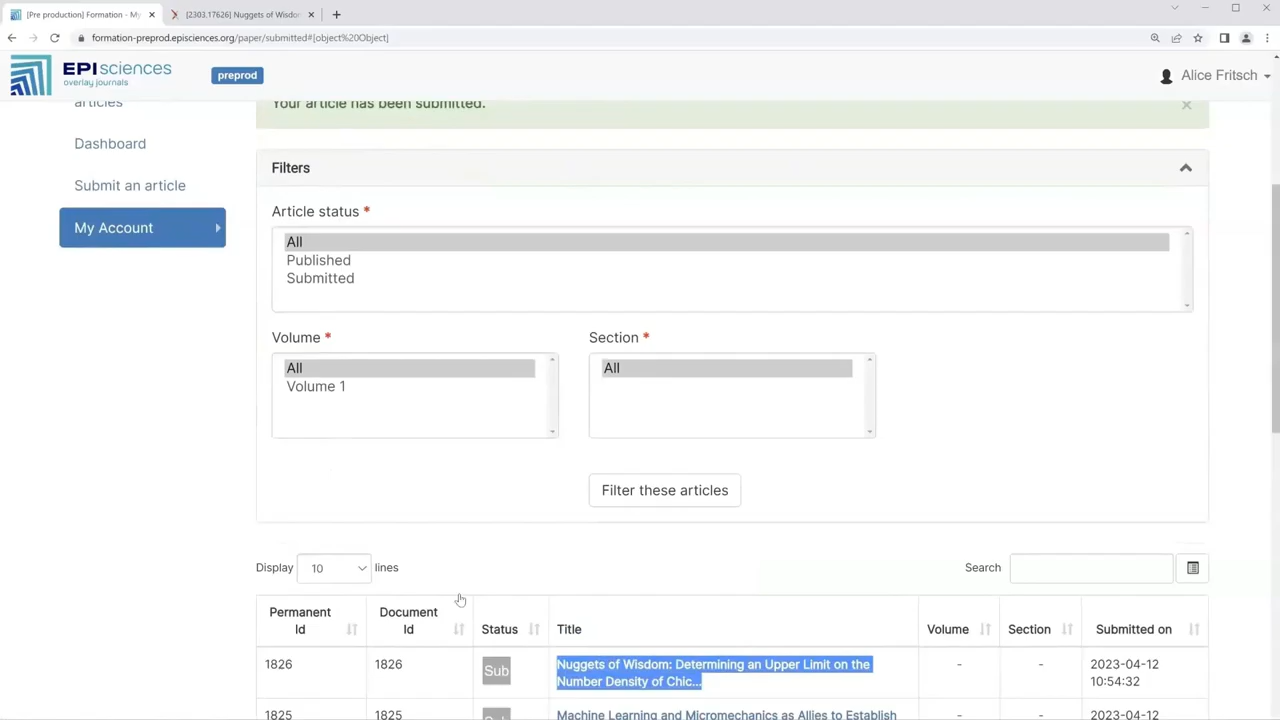 [Pre production] Formation - My
[2303.17626] Nuggets of Wisdom
formation-preprod.episciences.org/paper/submitted#[object%20Object]
EPIsciences
overlay journals
preprod
Alice Fritsch
articles
Your article has been submitted.
Dashboard
Submit an article
My Account
Filters
Article status *
All
Published
Submitted
Volume *
Section *
All
All
Volume 1
Filter these articles
Display 10 lines
Search
Permanent Id
Document Id
Status
Title
Volume
Section
Submitted on
1826
1826
Sub
Nuggets of Wisdom: Determining an Upper Limit on the
Number Density of Chic...
-
-
2023-04-12
10:54:32
1825
1825
Sub
Machine Learning and Micromechanics as Allies to Establish
2023-04-12